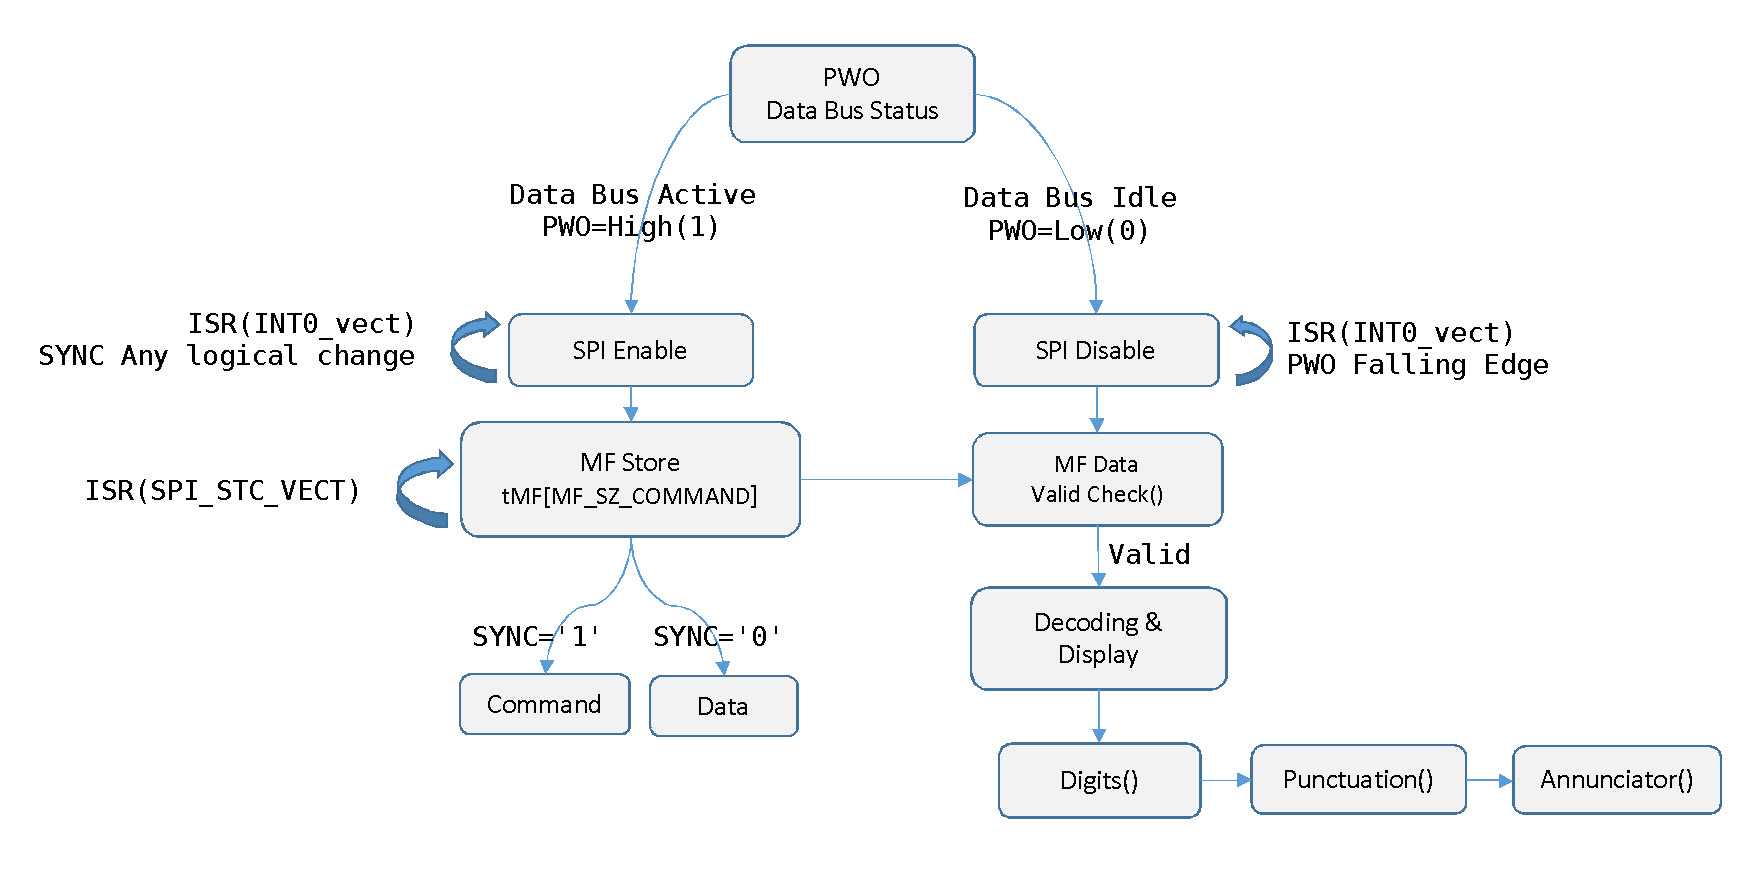 PWO
Data Bus Status
Data Bus Active
PWO=High(1)
Data Bus Idle
PWO=Low(0)
ISR(INT0_vect)
SYNC Any logical change
SPI Enable
SPI Disable
ISR(INT0_vect)
PWO Falling Edge
ISR(SPI_STC_VECT)
MF Store
tMF[MF_SZ_COMMAND]
MF Data
Valid Check()
Valid
SYNC='1'
SYNC='0'
Command
Data
Decoding &
Display
Digits()
Punctuation()
Annunciator()